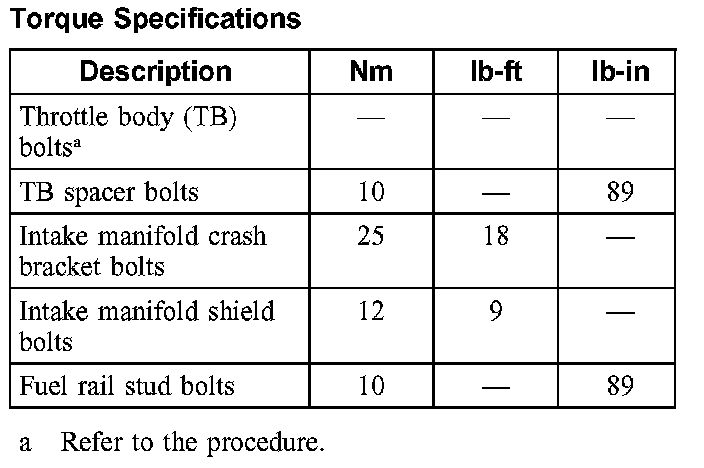 Torque Specifications
Description Nm lb-ft lb-in
Throttle body (TB)
boltsᵃ — — —
TB spacer bolts 10 — 89
Intake manifold crash
bracket bolts 25 18 —
Intake manifold shield
bolts 12 9 —
Fuel rail stud bolts 10 — 89
a Refer to the procedure.